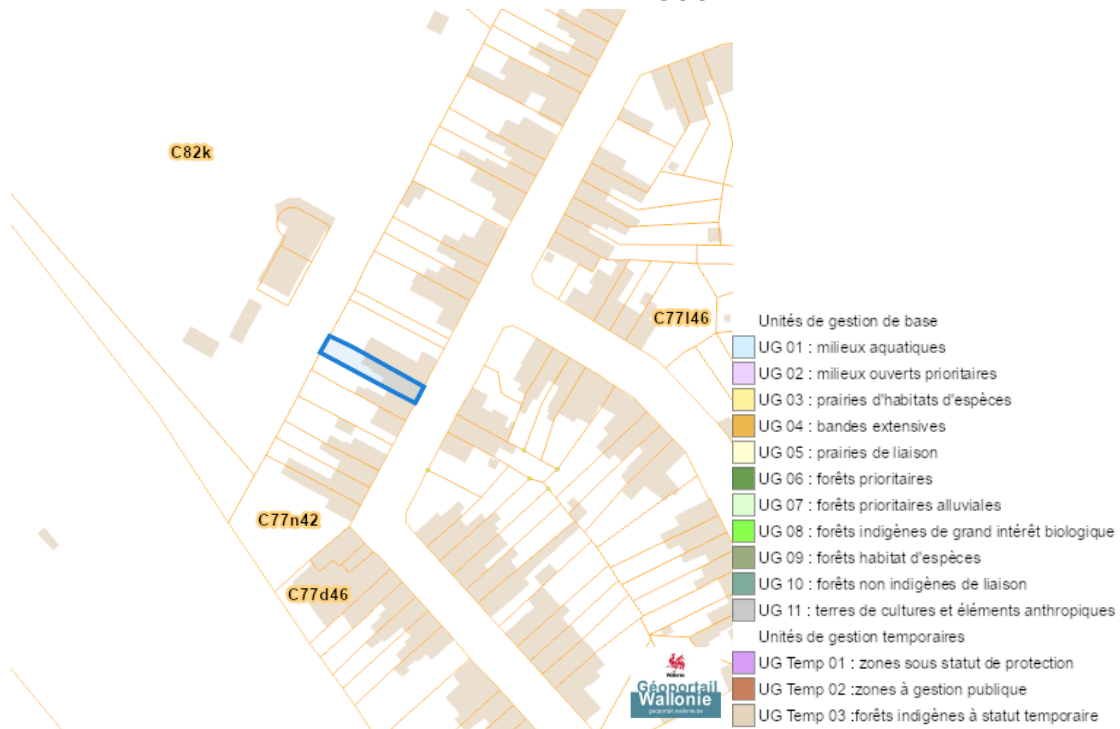 C82k
C77l46
C77n42
C77d46
Unités de gestion de base
UG 01 : milieux aquatiques
UG 02 : milieux ouverts prioritaires
UG 03 : prairies d'habitats d'espèces
UG 04 : bandes extensives
UG 05 : prairies de liaison
UG 06 : forêts prioritaires
UG 07 : forêts prioritaires alluviales
UG 08 : forêts indigènes de grand intérêt biologique
UG 09 : forêts habitat d'espèces
UG 10 : forêts non indigènes de liaison
UG 11 : terres de cultures et éléments anthropiques
Unités de gestion temporaires
UG Temp 01 : zones sous statut de protection
UG Temp 02 :zones à gestion publique
UG Temp 03 :forêts indigènes à statut temporaire
Wallonie
Géoportail
Wallonie
geoportail.wallonie.be